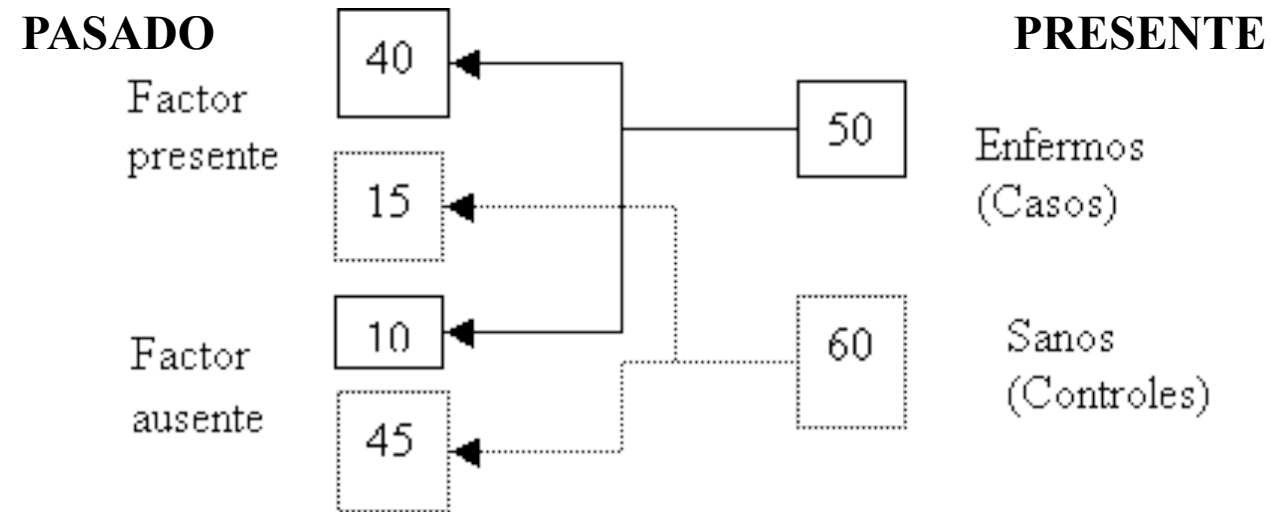 PASADO
PRESENTE
Factor
presente
40
15
50
Enfermos
(Casos)
Factor
ausente
10
45
60
Sanos
(Controles)